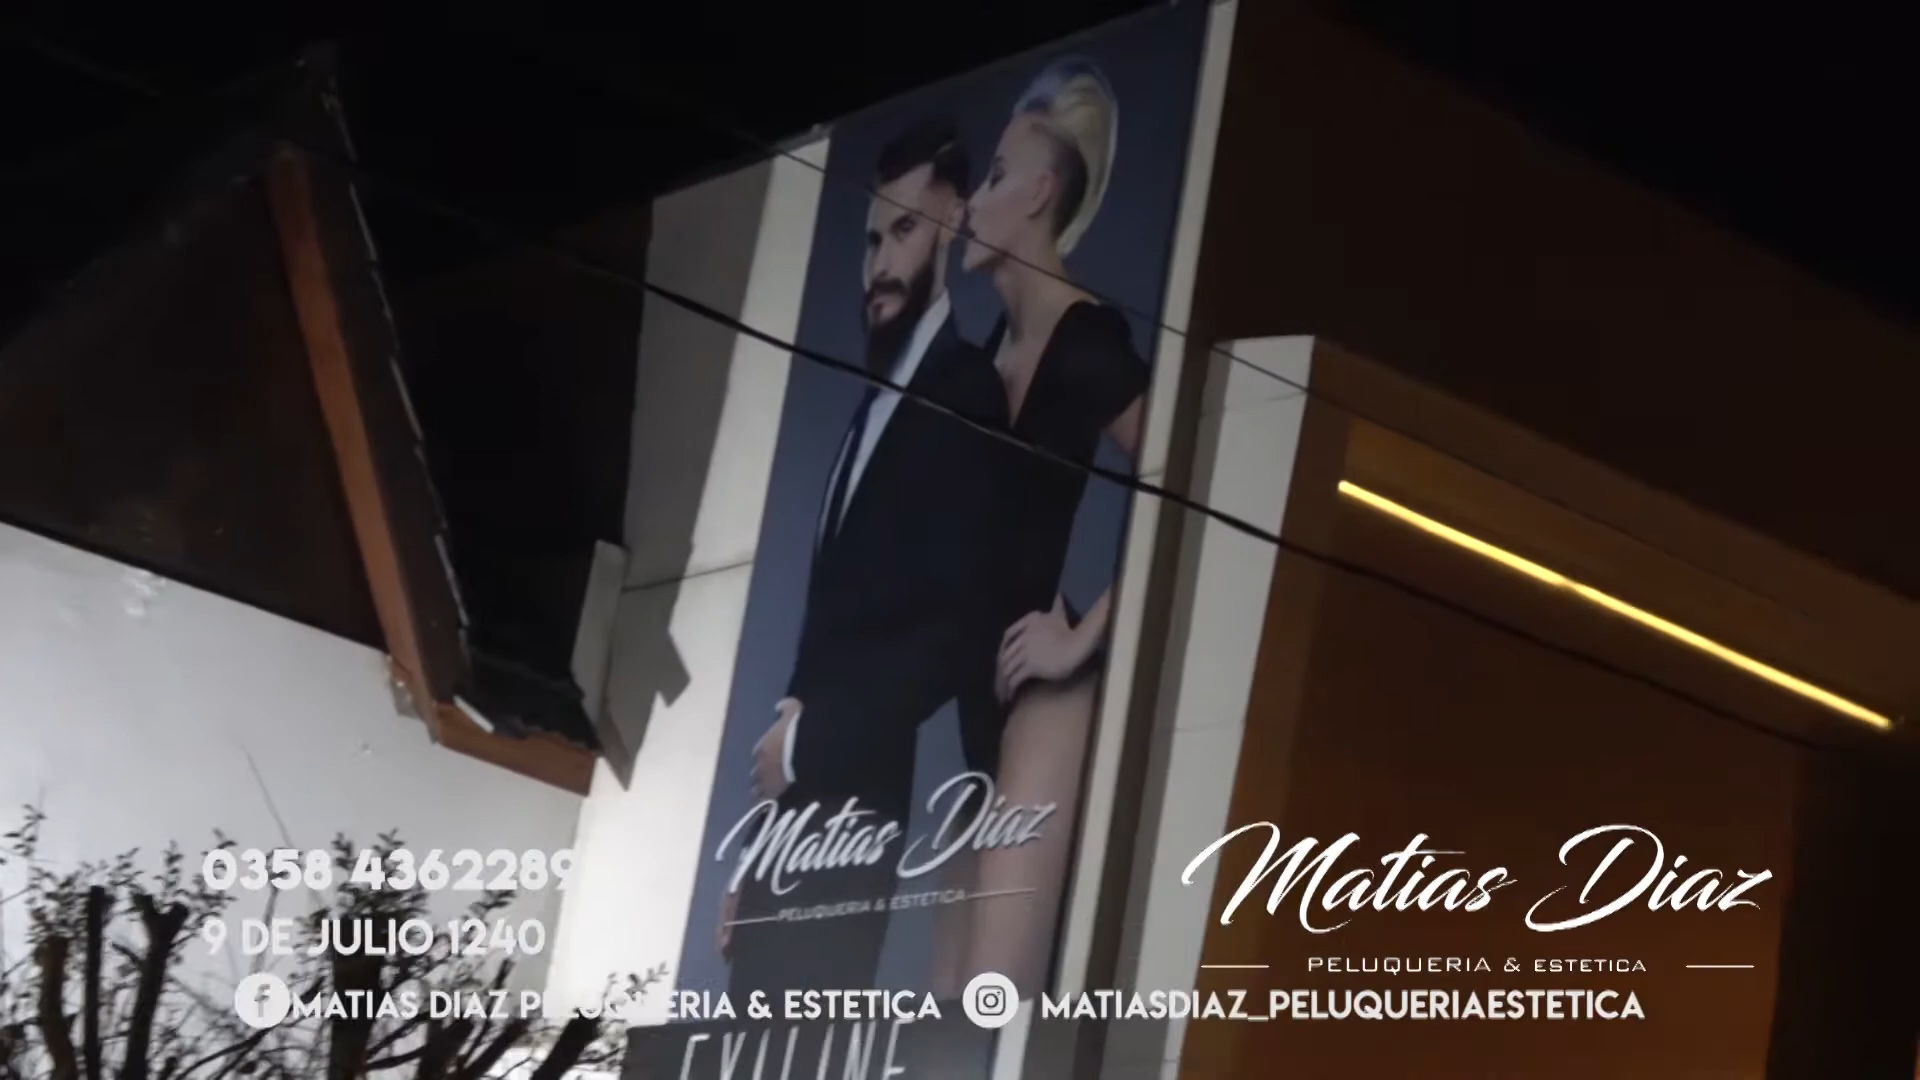 Matias Diaz
PELUQUERIA & ESTETICA
0358 4362289
9 DE JULIO 1240
Matias Diaz
PELUQUERIA & ESTETICA
MATIAS DIAZ PELUQUERIA & ESTETICA
MATIASDIAZ_PELUQUERIAESTETICA